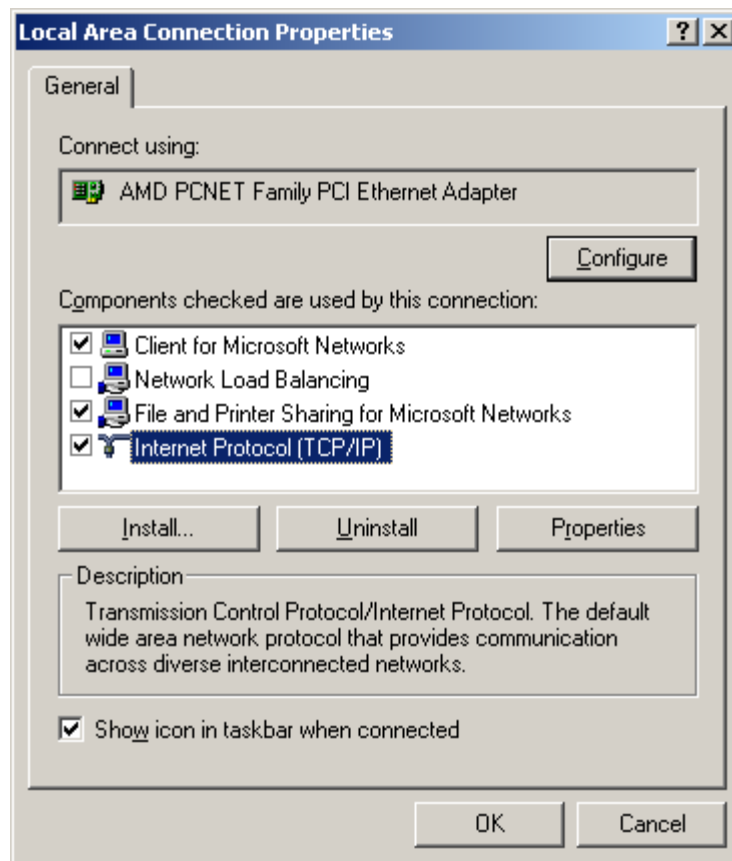 Local Area Connection Properties
General
Connect using:
AMD PCNET Family PCI Ethernet Adapter
Configure
Components checked are used by this connection:
Client for Microsoft Networks
Network Load Balancing
File and Printer Sharing for Microsoft Networks
Internet Protocol (TCP/IP)
Install... Uninstall Properties
Description
Transmission Control Protocol/Internet Protocol. The default
wide area network protocol that provides communication
across diverse interconnected networks.
Show icon in taskbar when connected
OK Cancel